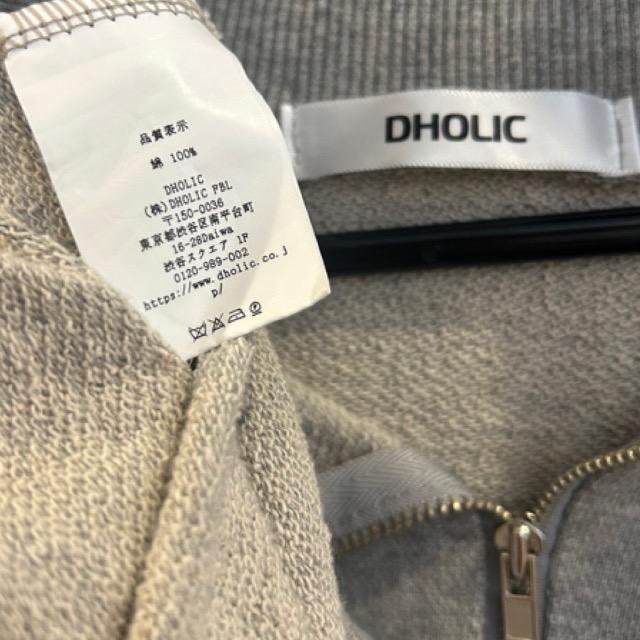 DHOLIC
品質表示
綿 100%
DHOLIC
(株) DHOLIC PBL
〒150-0036
東京都渋谷区南平台町
16-28Daiwa
渋谷スクエア 1F
0120-989-002
https://www.dholic.co.j
p/